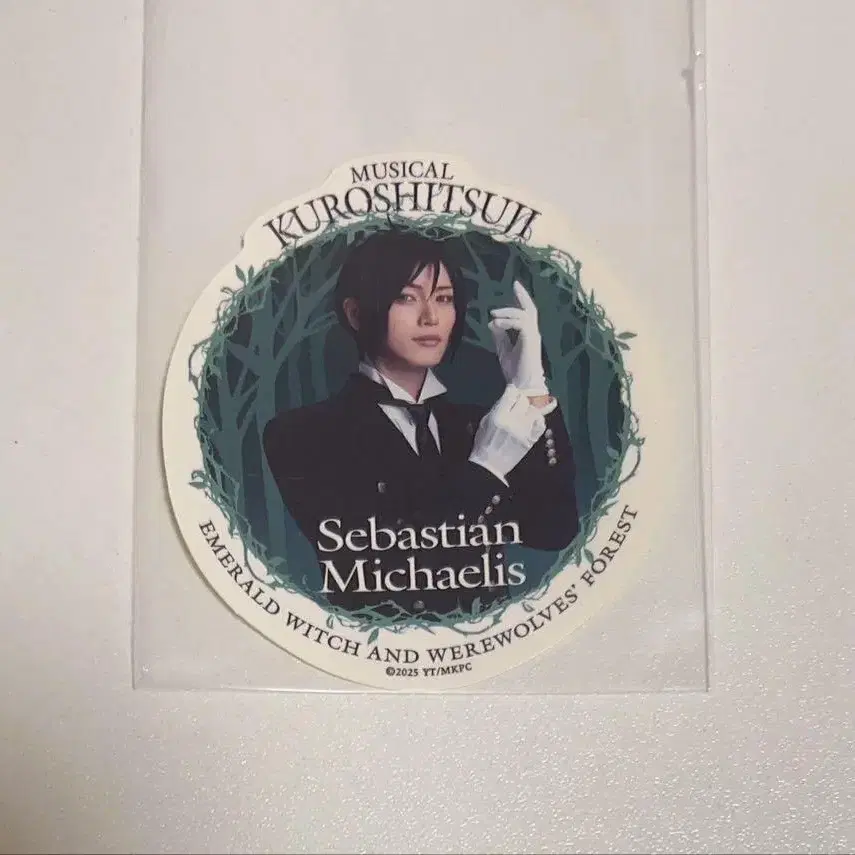 MUSICAL
KUROSHITSUJI
Sebastian
Michaelis
EMERALD WITCH AND WEREWOLVES' FOREST
©2025 YT/MKPC